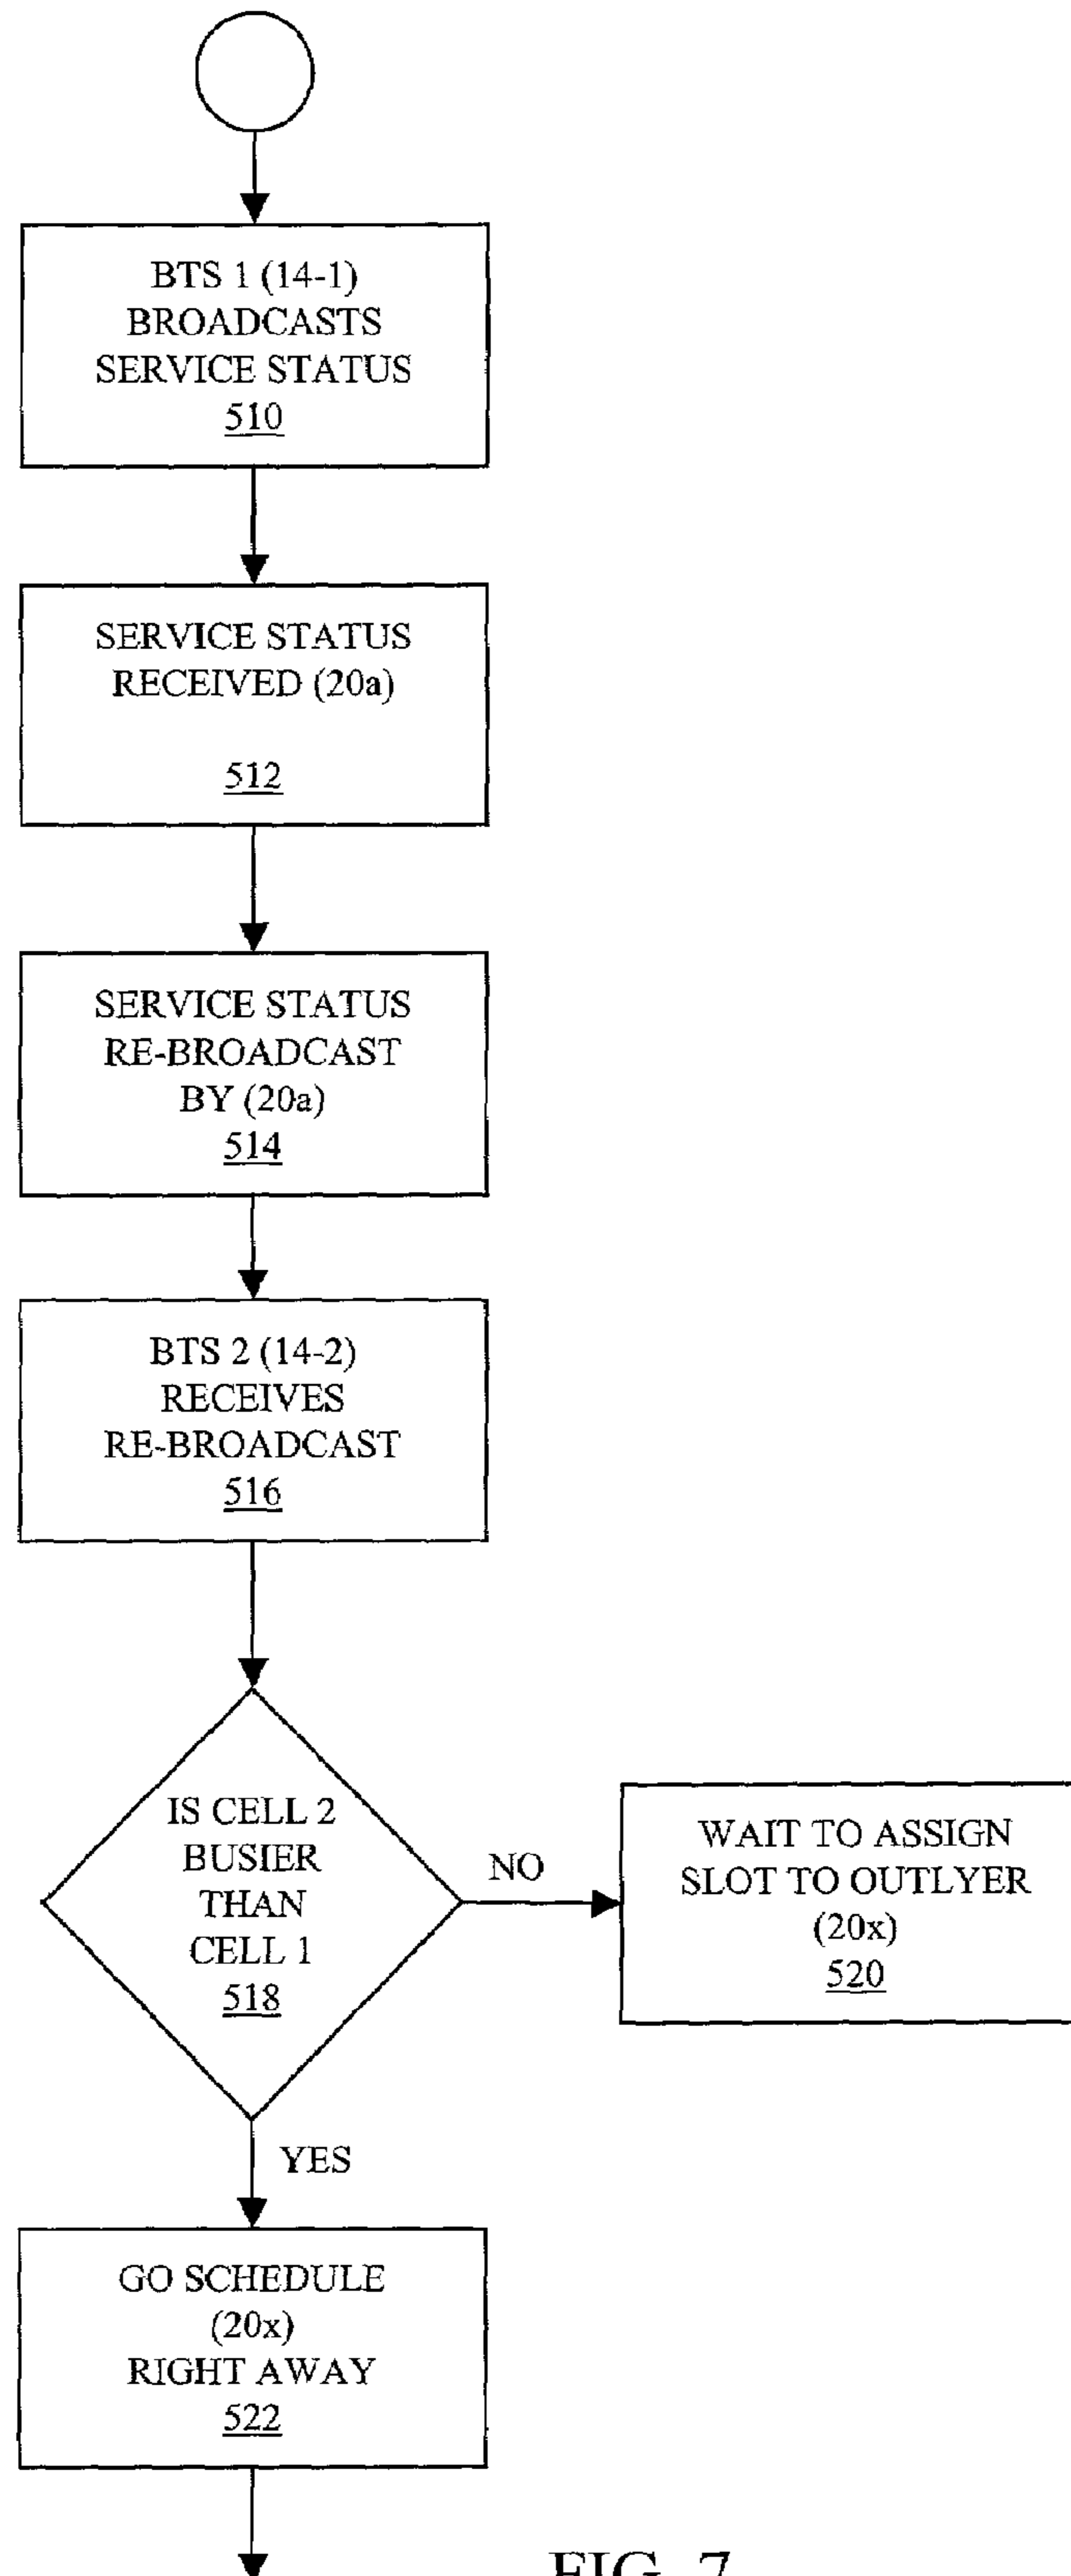 BTS 1 (14-1)
BROADCASTS
SERVICE STATUS
510
SERVICE STATUS
RECEIVED (20a)
512
SERVICE STATUS
RE-BROADCAST
BY (20a)
514
BTS 2 (14-2)
RECEIVES
RE-BROADCAST
516
IS CELL 2
BUSIER
THAN
CELL 1
518
NO
WAIT TO ASSIGN
SLOT TO OUTLYER
(20x)
520
YES
GO SCHEDULE
(20x)
RIGHT AWAY
522
FIG. 7